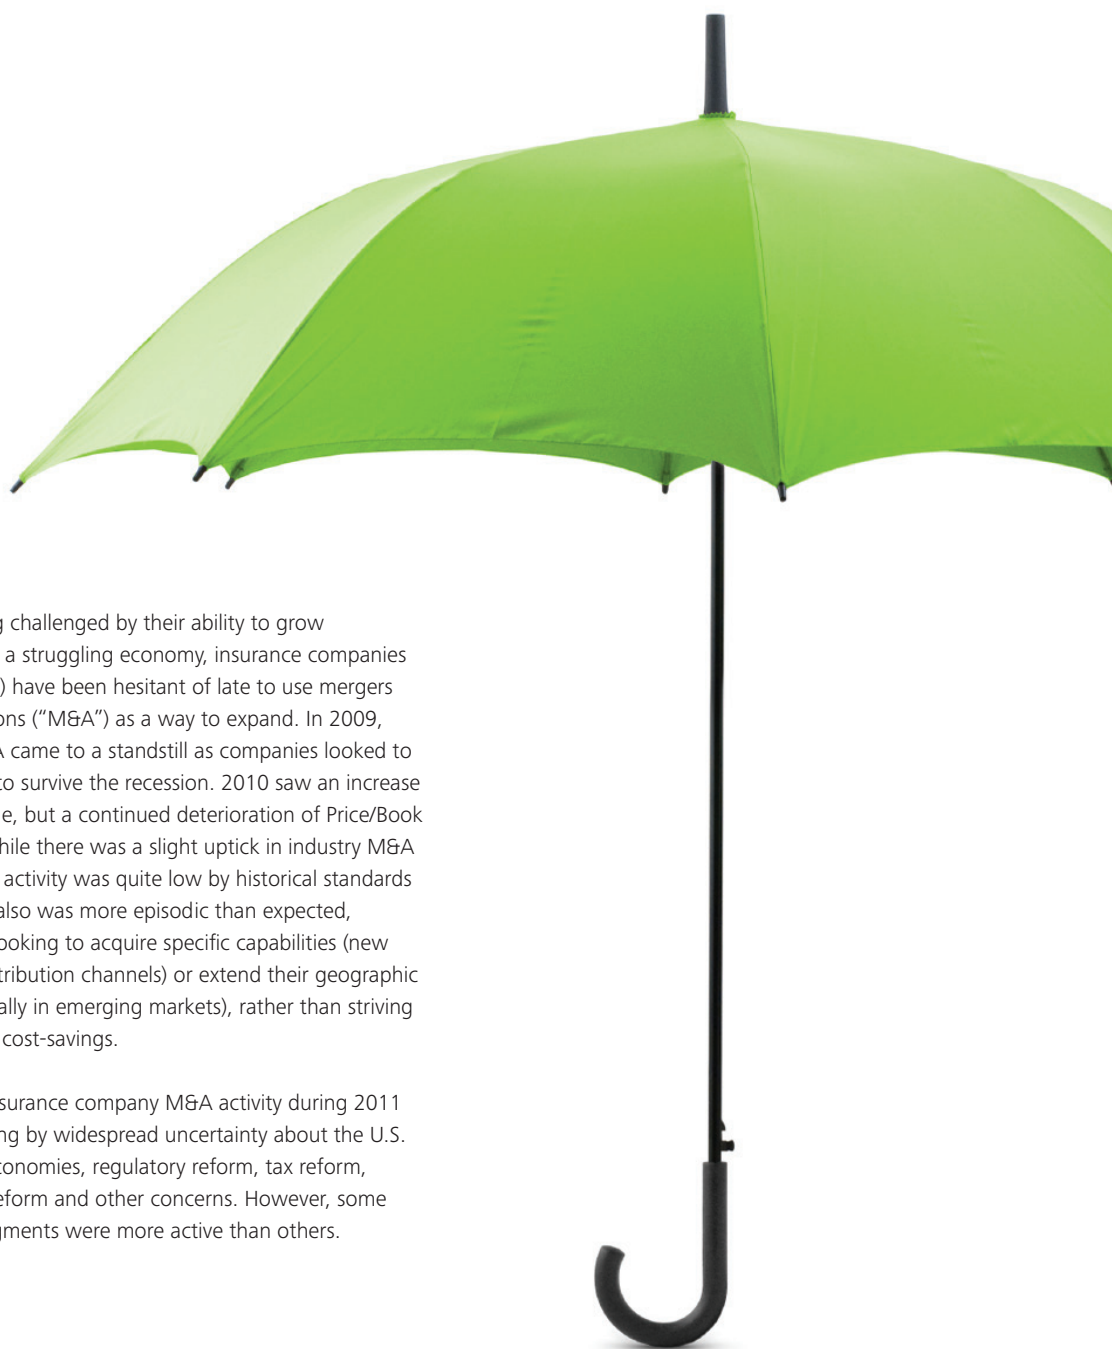 challenged by their ability to grow
a struggling economy, insurance companies
) have been hesitant of late to use mergers
ons (“M&A”) as a way to expand. In 2009,
A came to a standstill as companies looked to
to survive the recession. 2010 saw an increase
e, but a continued deterioration of Price/Book
hile there was a slight uptick in industry M&A
activity was quite low by historical standards
also was more episodic than expected,
ooking to acquire specific capabilities (new
tribution channels) or extend their geographic
ally in emerging markets), rather than striving
cost-savings.
surance company M&A activity during 2011
ng by widespread uncertainty about the U.S.
conomies, regulatory reform, tax reform,
eform and other concerns. However, some
gments were more active than others.